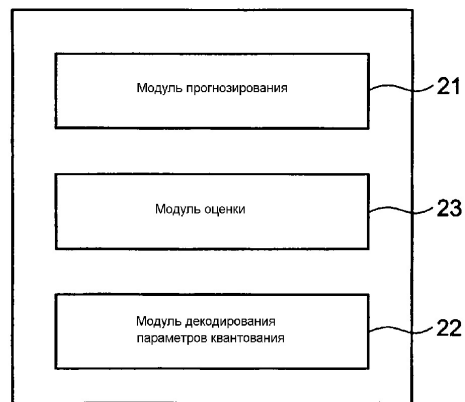 Модуль прогнозирования
21
Модуль оценки
23
Модуль декодирования
параметров квантования
22